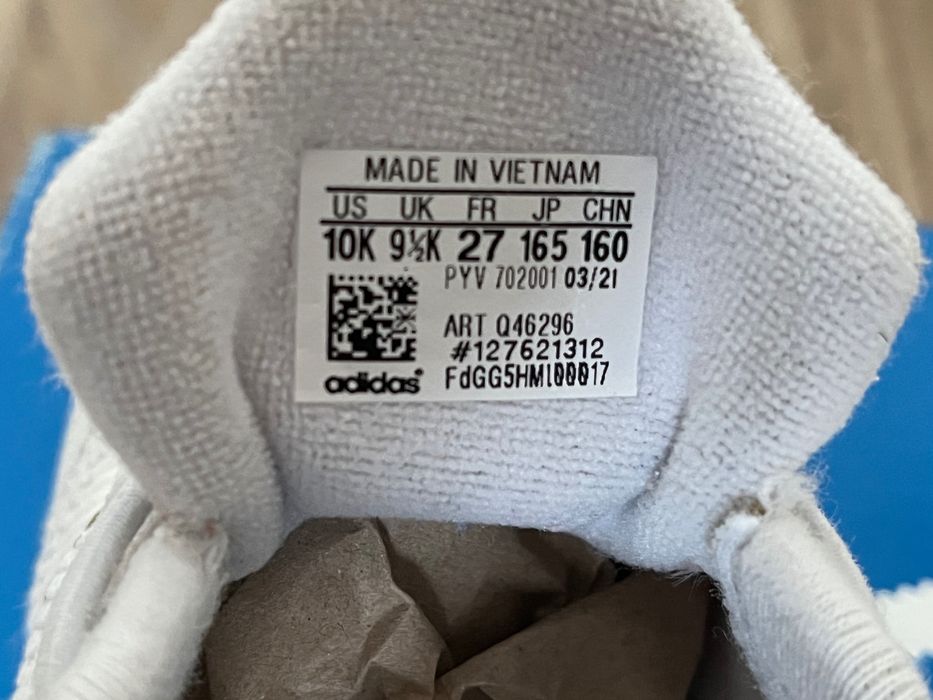 MADE IN VIETNAM
US UK FR JP CHN
10K 9½K 27 165 160
PYV 702001 03/21
ART Q46296
#127621312
adidas FdGG5HMl00017